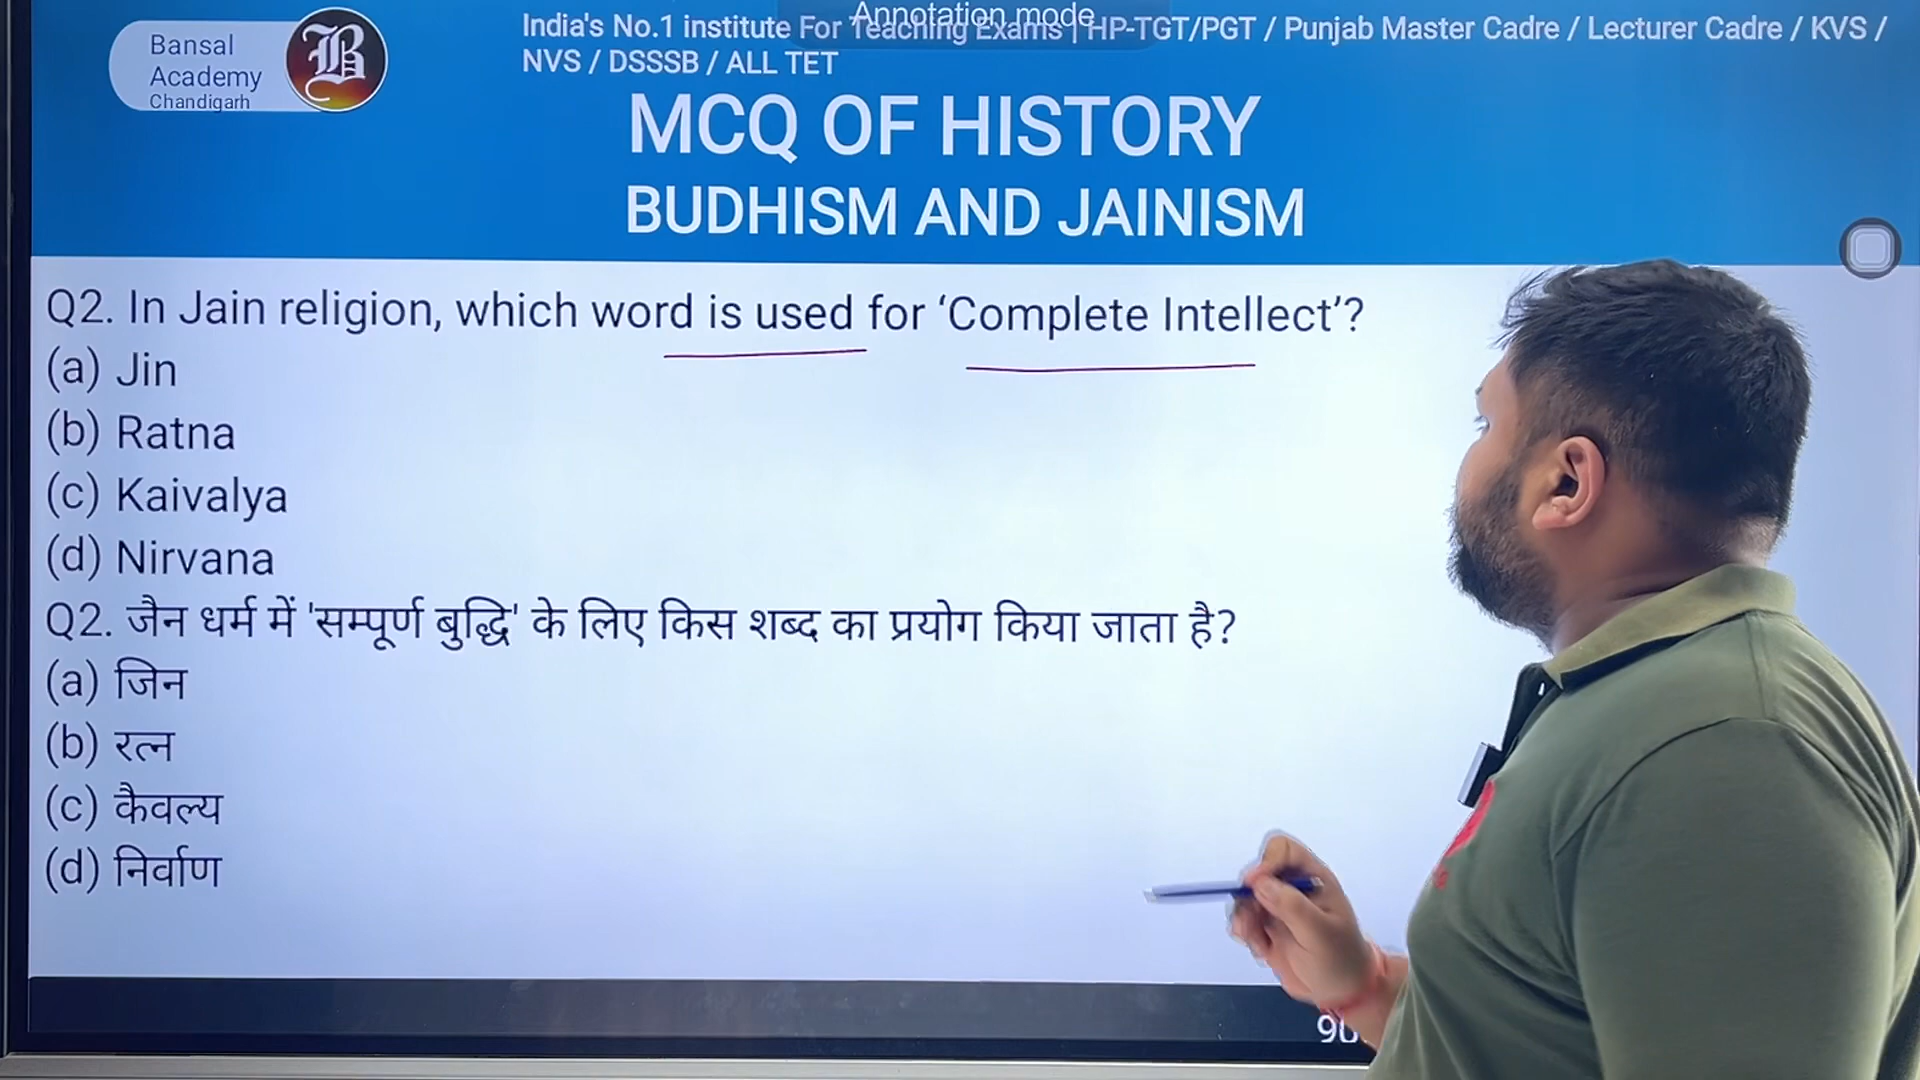 Bansal
Academy
Chandigarh
Annotation mode
India's No.1 institute For Teaching Exams | HP-TGT/PGT / Punjab Master Cadre / Lecturer Cadre / KVS /
NVS / DSSSB / ALL TET
MCQ OF HISTORY
BUDHISM AND JAINISM
Q2. In Jain religion, which word is used for ‘Complete Intellect’?
(a) Jin
(b) Ratna
(c) Kaivalya
(d) Nirvana
Q2. जैन धर्म में 'सम्पूर्ण बुद्धि' के लिए किस शब्द का प्रयोग किया जाता है?
(a) जिन
(b) रत्न
(c) कैवल्य
(d) निर्वाण